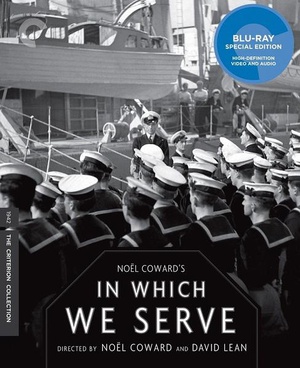 BLU-RAY
SPECIAL EDITION
HIGH-DEFINITION
VIDEO AND AUDIO
1942
THE CRITERION COLLECTION
NOËL COWARD'S
IN WHICH
WE SERVE
DIRECTED BY NOËL COWARD AND DAVID LEAN